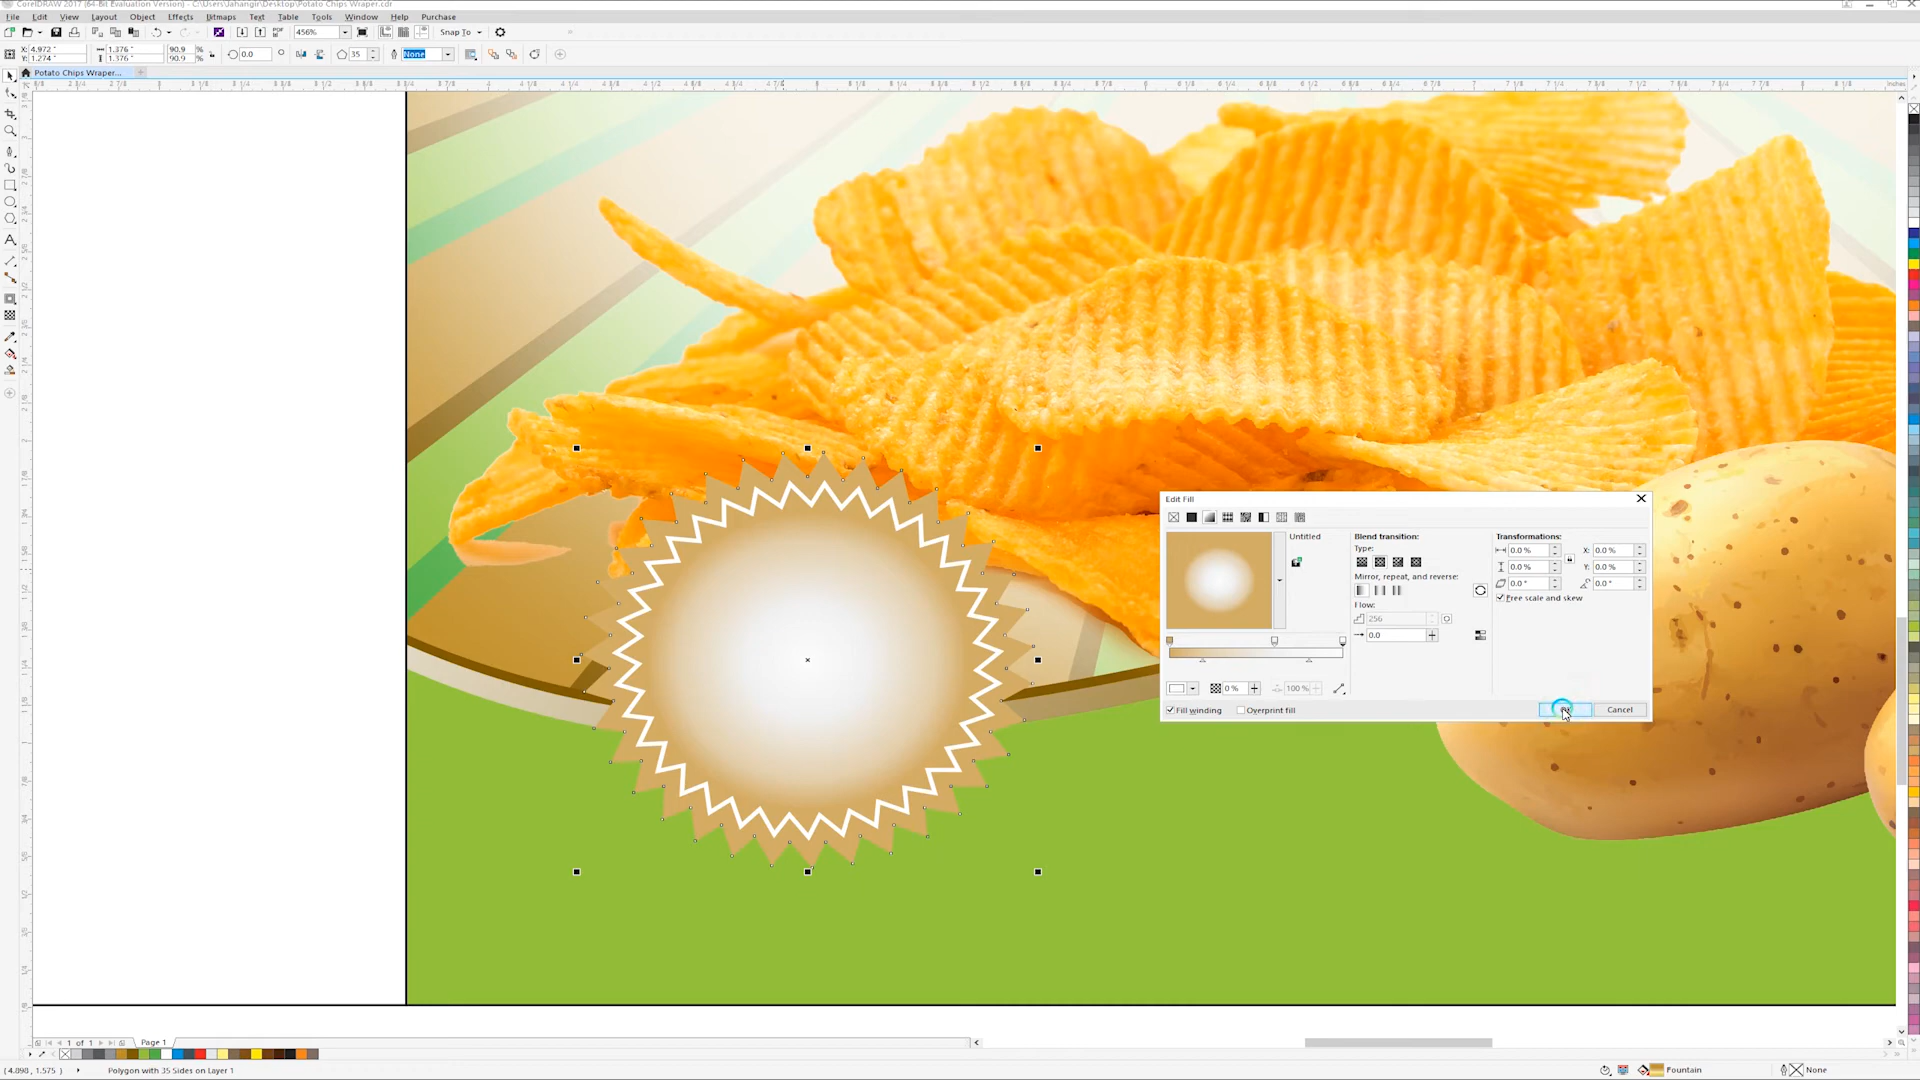 CorelDRAW 2017 (64-Bit Evaluation Version) - C:\Users\Jahangir\Desktop\Potato Chips Wraper.cdr
File Edit View Layout Object Effects Bitmaps Text Table Tools Window Help Purchase
456% Snap To
X: 4.972 " 1.376 " 90.9 % 0.0 35 None
Y: 1.274 " 1.376 " 90.9 %
Potato Chips Wraper...
inches
Edit Fill
Untitled
Blend transition:
Type:
Mirror, repeat, and reverse:
Flow:
256
0.0
Transformations:
0.0 % X: 0.0 %
0.0 % Y: 0.0 %
0.0 ° 0.0 °
Free scale and skew
0 % 100 %
Fill winding Overprint fill
Cancel
1 of 1 Page 1
( 4.898 , 1.575 ) Polygon with 35 Sides on Layer 1
Fountain None